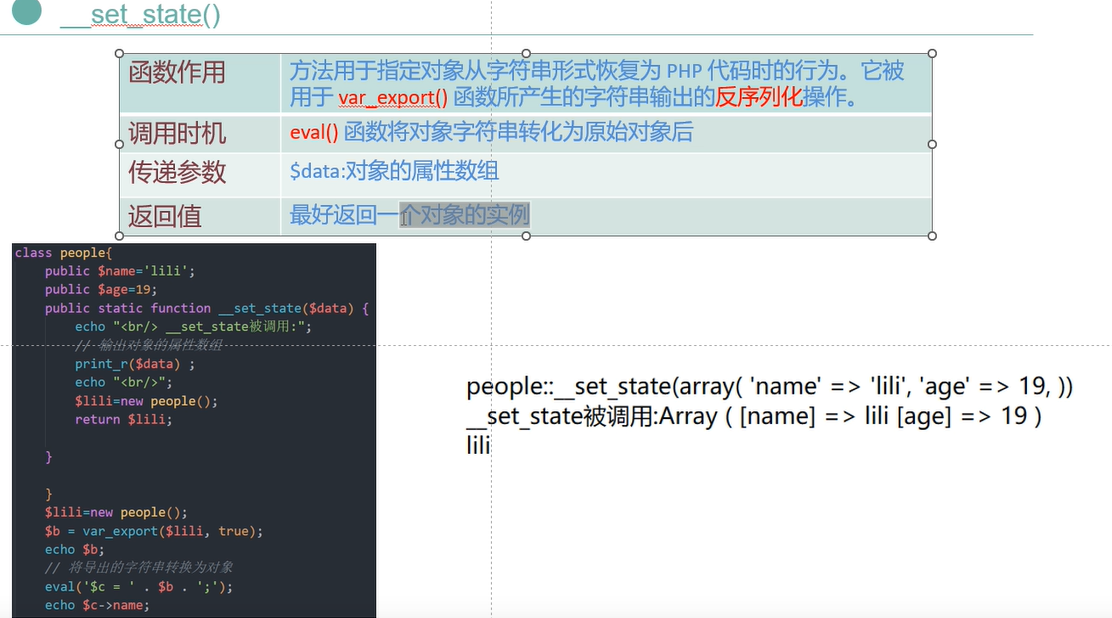 __set_state()
函数作用
方法用于指定对象从字符串形式恢复为 PHP 代码时的行为。它被
用于 var_export() 函数所产生的字符串输出的反序列化操作。
调用时机
eval() 函数将对象字符串转化为原始对象后
传递参数
$data:对象的属性数组
返回值
最好返回一个对象的实例
class people{
public $name='lili';
public $age=19;
public static function __set_state($data) {
echo "<br/> __set_state被调用:";
// 输出对象的属性数组
print_r($data) ;
echo "<br/>";
$lili=new people();
return $lili;
}
}
$lili=new people();
$b = var_export($lili, true);
echo $b;
// 将导出的字符串转换为对象
eval('$c = ' . $b . ';');
echo $c->name;
people::__set_state(array( 'name' => 'lili', 'age' => 19, ))
__set_state被调用:Array ( [name] => lili [age] => 19 )
lili